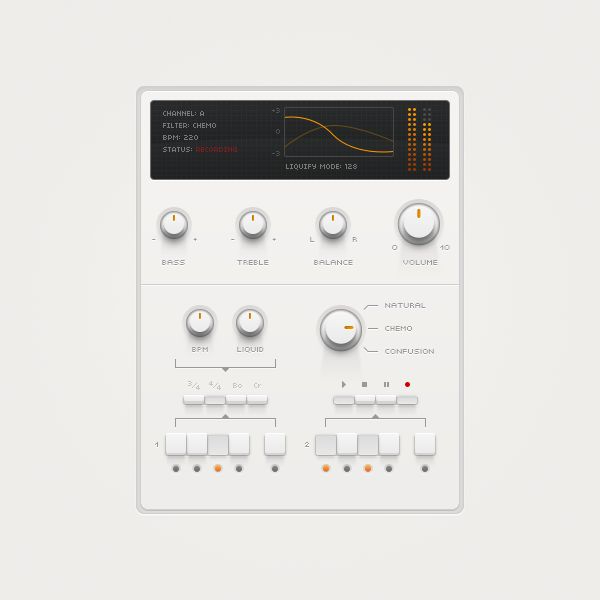 CHANNEL: A
FILTER: CHEMO
BPM: 220
STATUS: RECORDING
+3
0
-3
LIQUIFY MODE: 128
- +
- +
L R
0 10
BASS
TREBLE
BALANCE
VOLUME
NATURAL
CHEMO
CONFUSION
BPM
LIQUID
3/4 4/4 Bo Cr
1
2